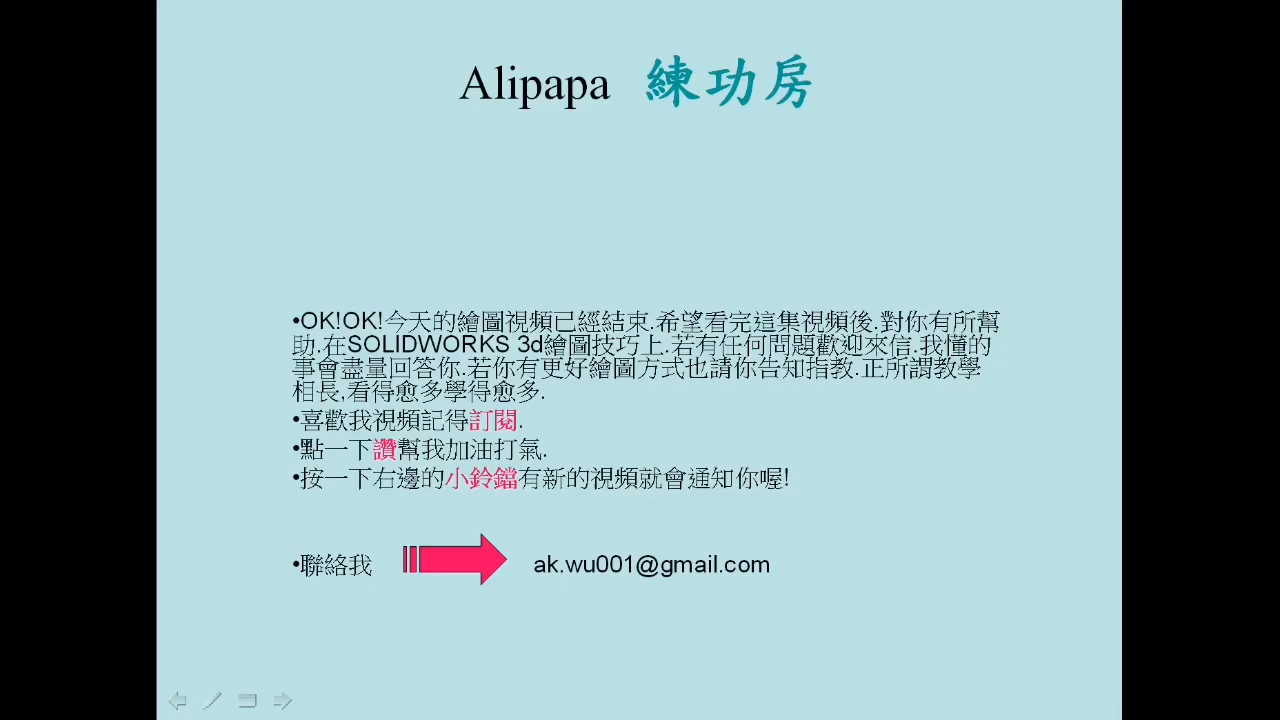 Alipapa 練功房
•OK!OK!今天的繪圖視頻已經結束.希望看完這集視頻後.對你有所幫
助.在SOLIDWORKS 3d繪圖技巧上.若有任何問題歡迎來信.我懂的
事會盡量回答你.若你有更好繪圖方式也請你告知指教.正所謂教學
相長,看得愈多學得愈多.
•喜歡我視頻記得訂閱.
•點一下讚幫我加油打氣.
•按一下右邊的小鈴鐺有新的視頻就會通知你喔!
•聯絡我 ak.wu001@gmail.com